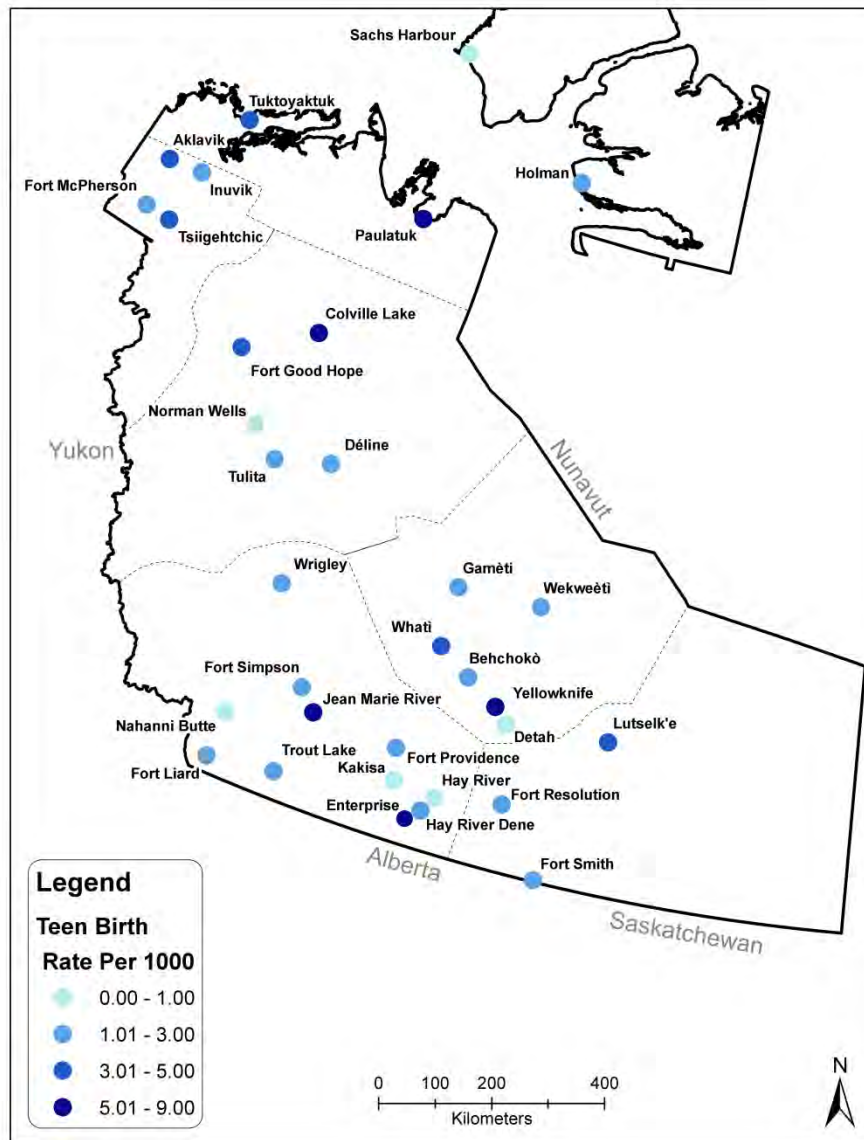 Sachs Harbour
Tuktoyaktuk
Aklavik
Holman
Fort McPherson
Inuvik
Tsiigehtchic
Paulatuk
Colville Lake
Fort Good Hope
Norman Wells
Yukon
Déline
Tulita
Nunavut
Wrigley
Gamètì
Wekweètì
Whatì
Behchokò
Fort Simpson
Jean Marie River
Yellowknife
Nahanni Butte
Detah
Lutselk'e
Trout Lake
Fort Providence
Fort Liard
Kakisa
Hay River
Enterprise
Fort Resolution
Hay River Dene
Alberta
Fort Smith
Saskatchewan
Legend
Teen Birth
Rate Per 1000
0.00 - 1.00
1.01 - 3.00
3.01 - 5.00
5.01 - 9.00
0 100 200 400
Kilometers
N